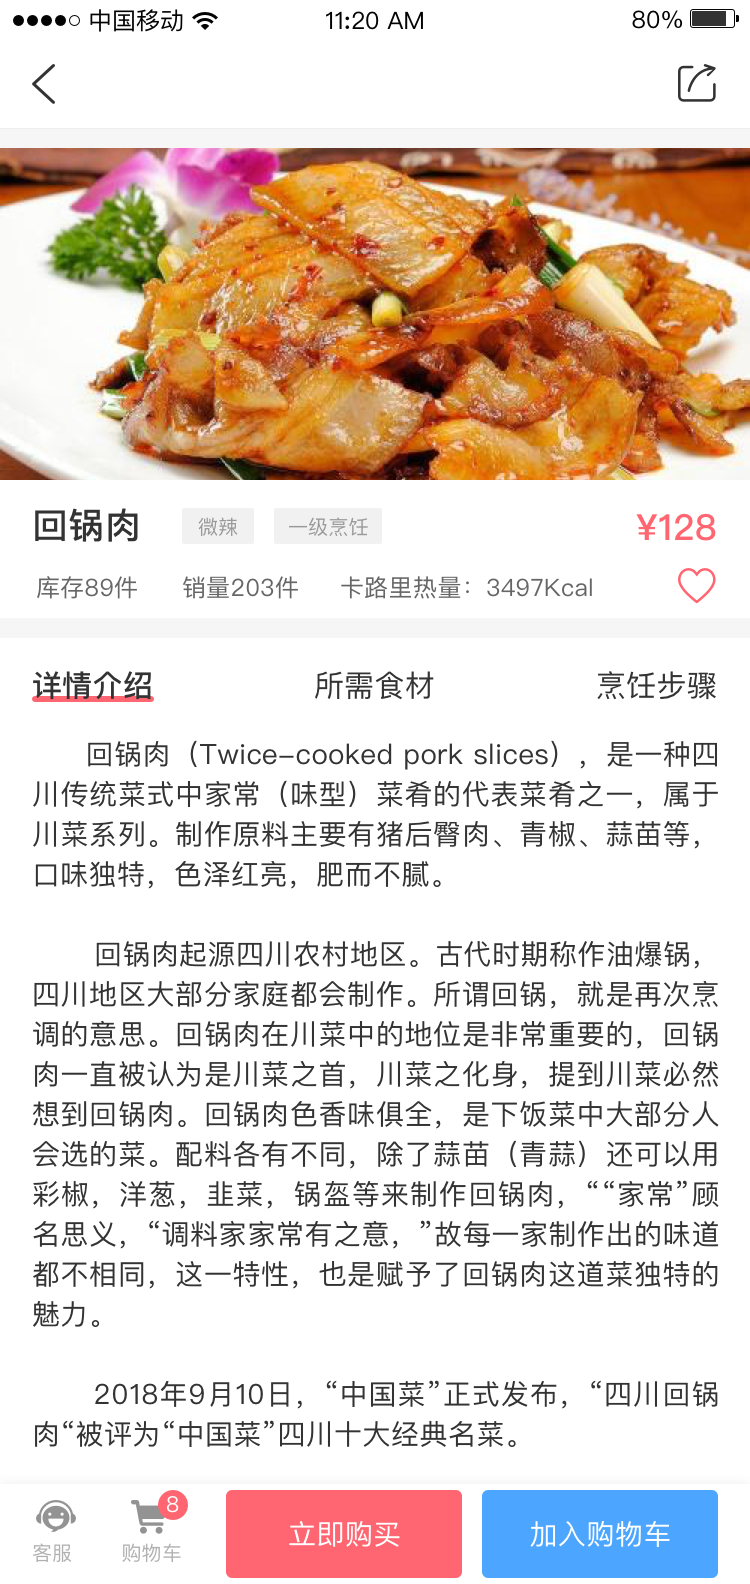 中国移动 11:20 AM 80%
回锅肉 微辣 一级烹饪 ¥128
库存89件 销量203件 卡路里热量：3497Kcal
详情介绍 所需食材 烹饪步骤
回锅肉（Twice-cooked pork slices），是一种四
川传统菜式中家常（味型）菜肴的代表菜肴之一，属于
川菜系列。制作原料主要有猪后臀肉、青椒、蒜苗等，
口味独特，色泽红亮，肥而不腻。
回锅肉起源四川农村地区。古代时期称作油爆锅，
四川地区大部分家庭都会制作。所谓回锅，就是再次烹
调的意思。回锅肉在川菜中的地位是非常重要的，回锅
肉一直被认为是川菜之首，川菜之化身，提到川菜必然
想到回锅肉。回锅肉色香味俱全，是下饭菜中大部分人
会选的菜。配料各有不同，除了蒜苗（青蒜）还可以用
彩椒，洋葱，韭菜，锅盔等来制作回锅肉，““家常”顾
名思义，“调料家家常有之意，”故每一家制作出的味道
都不相同，这一特性，也是赋予了回锅肉这道菜独特的
魅力。
2018年9月10日，“中国菜”正式发布，“四川回锅
肉“被评为“中国菜”四川十大经典名菜。
8
客服 购物车 立即购买 加入购物车